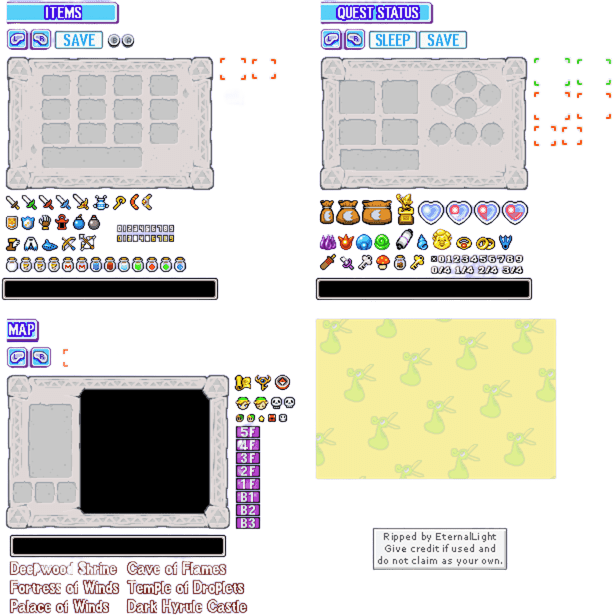 ITEMS
L R SAVE
QUEST STATUS
L R SLEEP SAVE
×0123456789
0/4 1/4 2/4 3/4
MAP
L R
5F
4F
3F
2F
1F
B1
B2
B3
Deepwood Shrine Cave of Flames
Fortress of Winds Temple of Droplets
Palace of Winds Dark Hyrule Castle
Ripped by EternalLight
Give credit if used and
do not claim as your own.